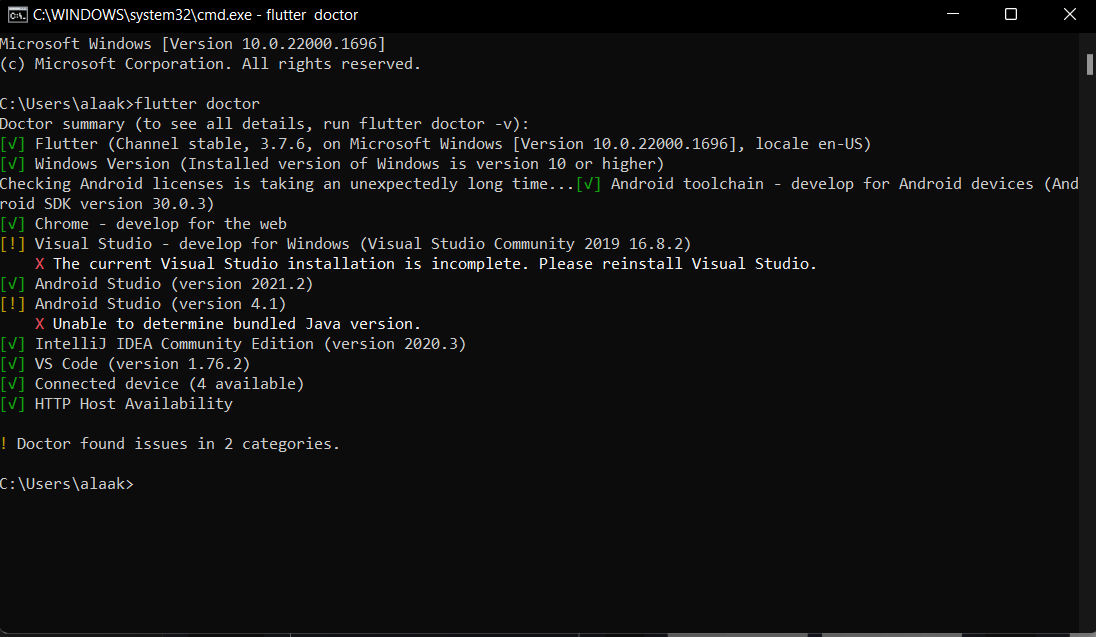 C:\WINDOWS\system32\cmd.exe - flutter  doctor
Microsoft Windows [Version 10.0.22000.1696]
(c) Microsoft Corporation. All rights reserved.
C:\Users\alaak>flutter doctor
Doctor summary (to see all details, run flutter doctor -v):
[√] Flutter (Channel stable, 3.7.6, on Microsoft Windows [Version 10.0.22000.1696], locale en-US)
[√] Windows Version (Installed version of Windows is version 10 or higher)
Checking Android licenses is taking an unexpectedly long time...[√] Android toolchain - develop for Android devices (And
roid SDK version 30.0.3)
[√] Chrome - develop for the web
[!] Visual Studio - develop for Windows (Visual Studio Community 2019 16.8.2)
    X The current Visual Studio installation is incomplete. Please reinstall Visual Studio.
[√] Android Studio (version 2021.2)
[!] Android Studio (version 4.1)
    X Unable to determine bundled Java version.
[√] IntelliJ IDEA Community Edition (version 2020.3)
[√] VS Code (version 1.76.2)
[√] Connected device (4 available)
[√] HTTP Host Availability
! Doctor found issues in 2 categories.
C:\Users\alaak>